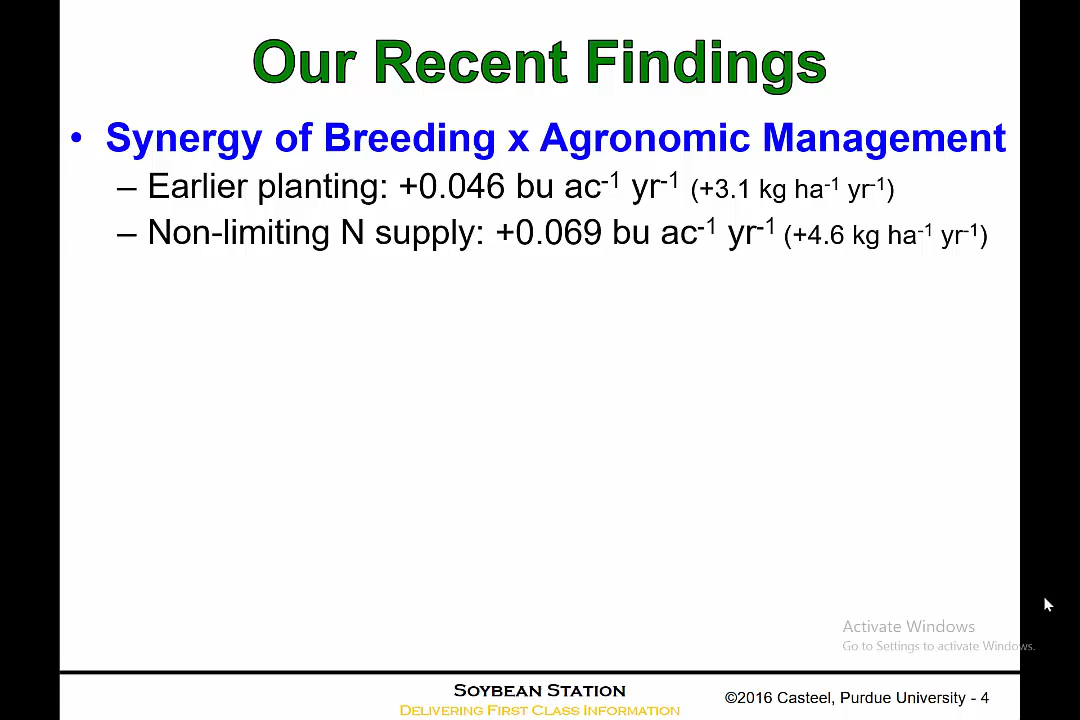 Our Recent Findings
• Synergy of Breeding x Agronomic Management
– Earlier planting: +0.046 bu ac⁻¹ yr⁻¹ (+3.1 kg ha⁻¹ yr⁻¹)
– Non-limiting N supply: +0.069 bu ac⁻¹ yr⁻¹ (+4.6 kg ha⁻¹ yr⁻¹)
Activate Windows
Go to Settings to activate Windows.
SOYBEAN STATION
DELIVERING FIRST CLASS INFORMATION
©2016 Casteel, Purdue University - 4